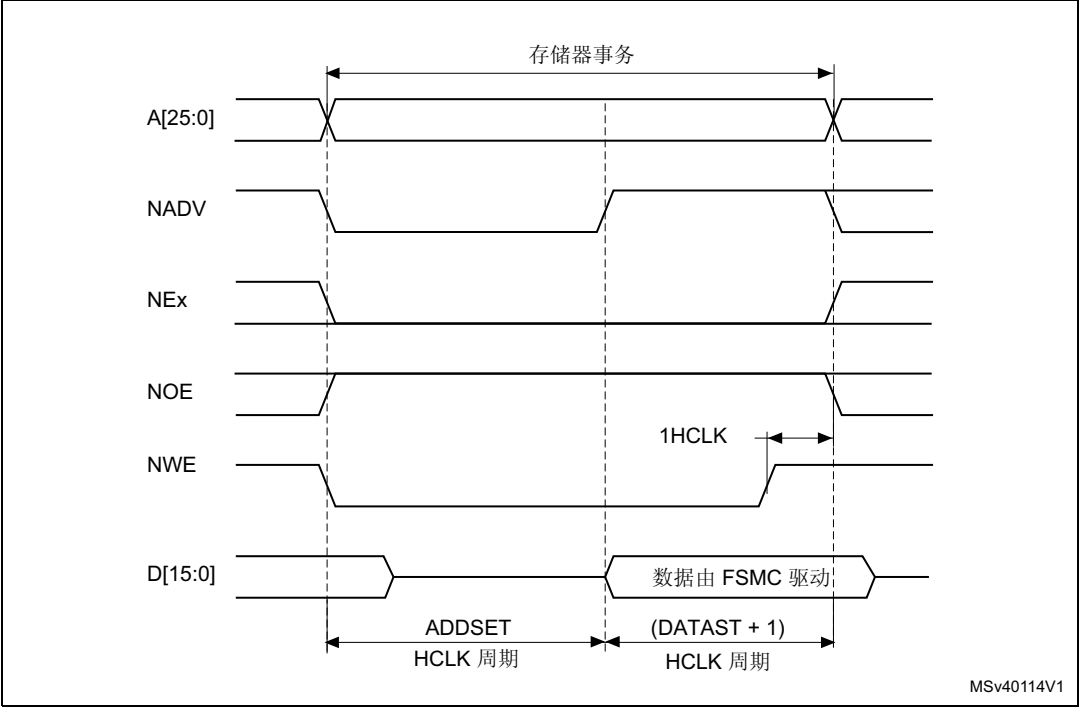 存储器事务
A[25:0]
NADV
NEx
NOE
1HCLK
NWE
D[15:0]
数据由 FSMC 驱动
ADDSET
HCLK 周期
(DATAST + 1)
HCLK 周期
MSv40114V1